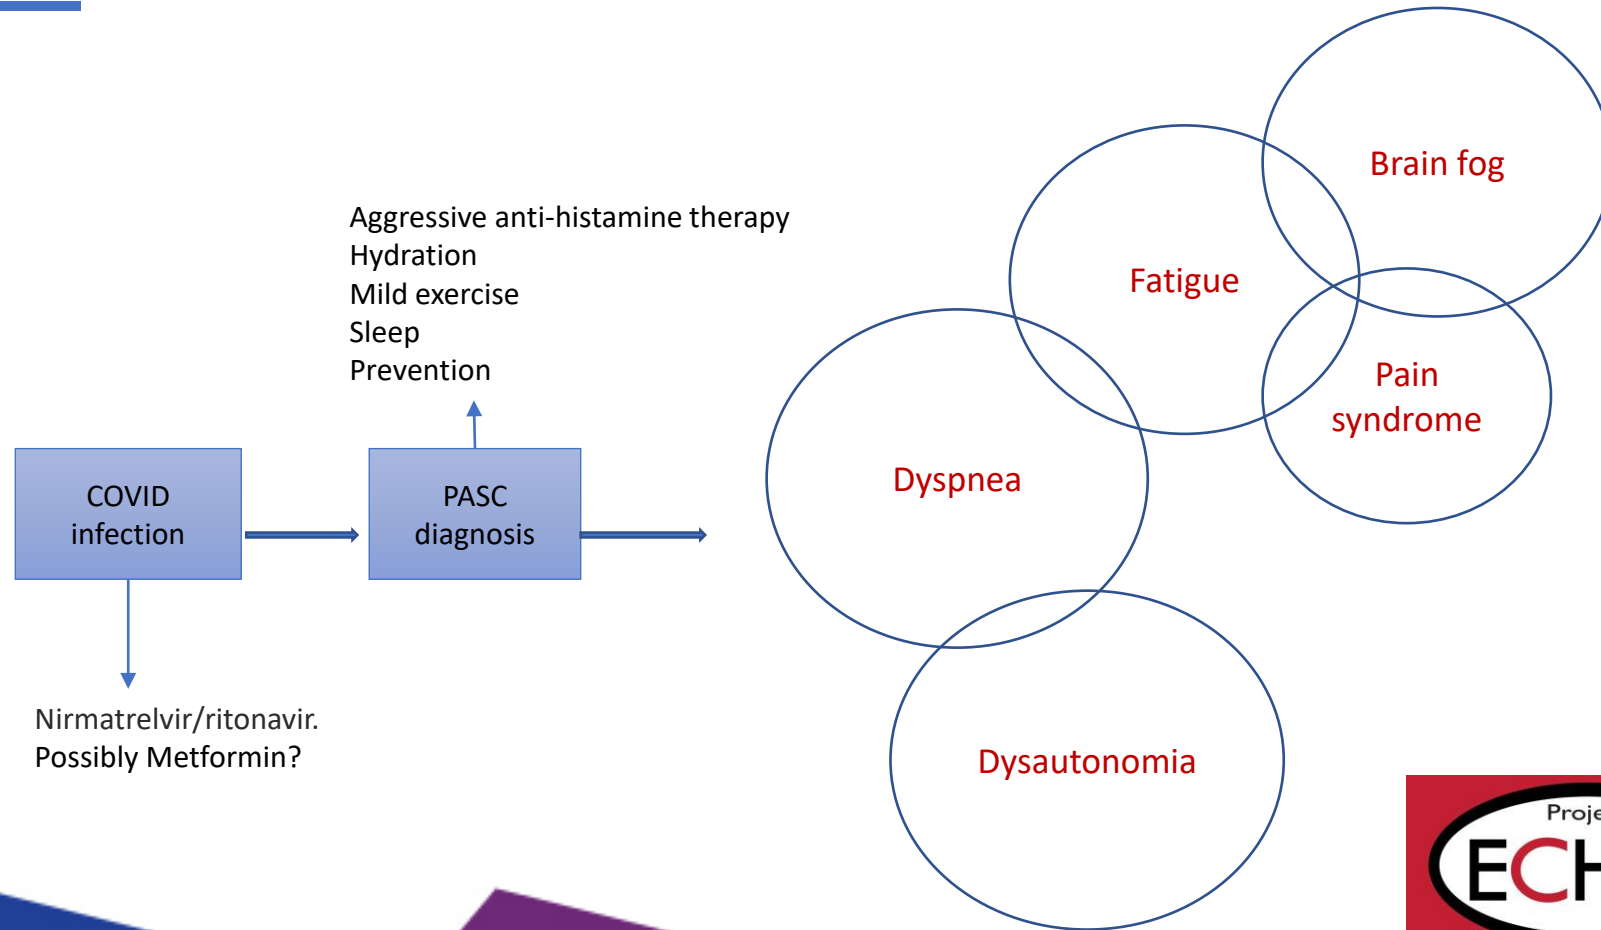 Aggressive anti-histamine therapy
Hydration
Mild exercise
Sleep
Prevention
COVID
infection
PASC
diagnosis
Nirmatrelvir/ritonavir.
Possibly Metformin?
Brain fog
Fatigue
Pain
syndrome
Dyspnea
Dysautonomia